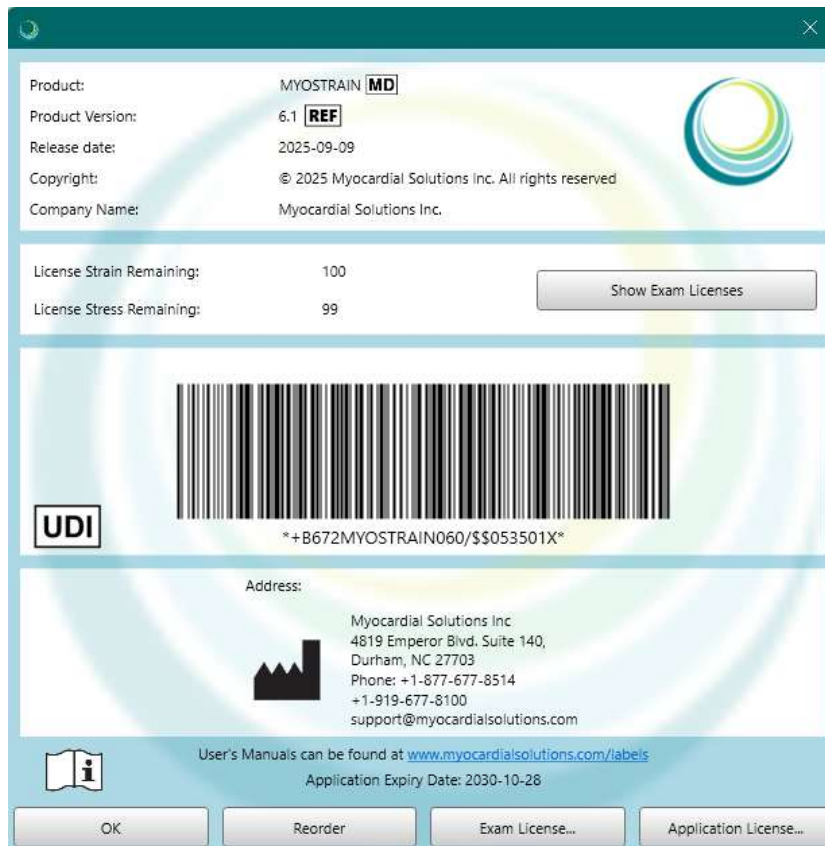 Product: MYOSTRAIN MD
Product Version: 6.1 REF
Release date: 2025-09-09
Copyright: © 2025 Myocardial Solutions Inc. All rights reserved
Company Name: Myocardial Solutions Inc.
License Strain Remaining: 100
Show Exam Licenses
License Stress Remaining: 99
UDI
*+B672MYOSTRAIN060/$$053501X*
Address:
Myocardial Solutions Inc
4819 Emperor Blvd. Suite 140,
Durham, NC 27703
Phone: +1-877-677-8514
+1-919-677-8100
support@myocardialsolutions.com
User's Manuals can be found at www.myocardialsolutions.com/labels
Application Expiry Date: 2030-10-28
OK Reorder Exam License... Application License...